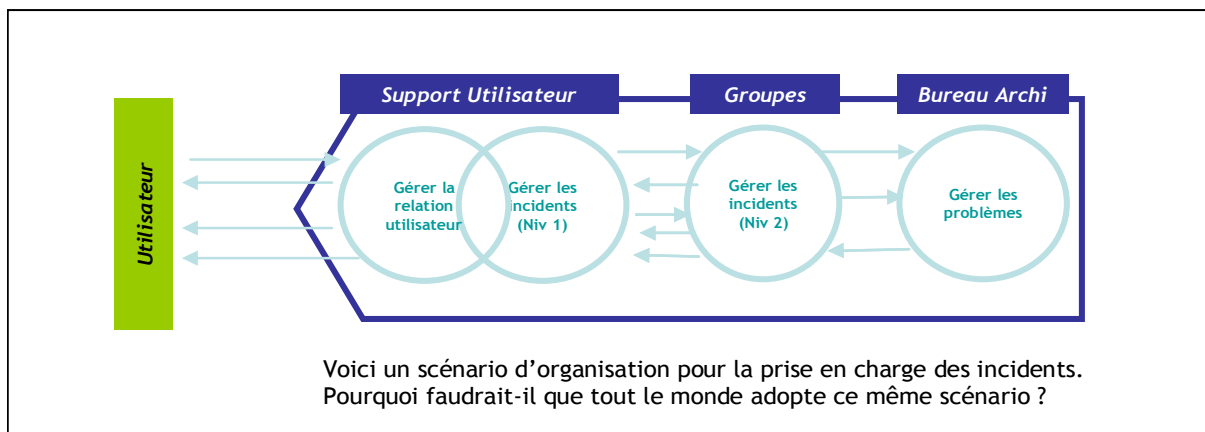 Support Utilisateur
Groupes
Bureau Archi
Utilisateur
Gérer la
relation
utilisateur
Gérer les
incidents
(Niv 1)
Gérer les
incidents
(Niv 2)
Gérer les
problèmes
Voici un scénario d’organisation pour la prise en charge des incidents.
Pourquoi faudrait-il que tout le monde adopte ce même scénario ?